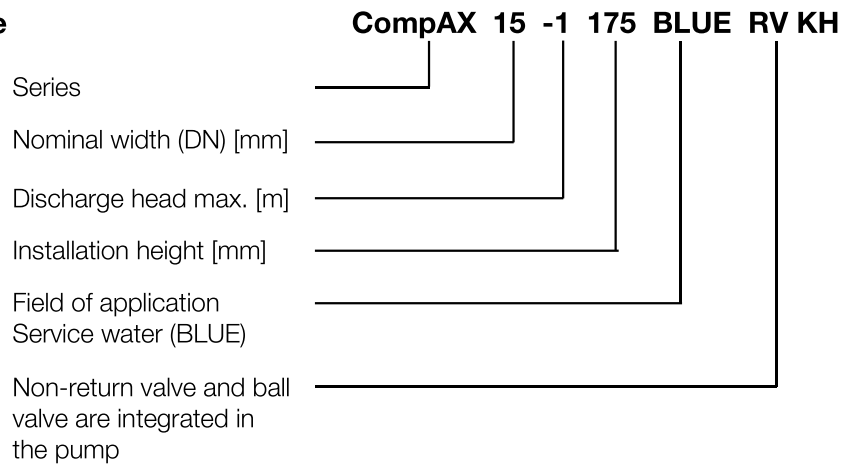 e
CompAX 15 -1 175 BLUE RV KH
Series
Nominal width (DN) [mm]
Discharge head max. [m]
Installation height [mm]
Field of application
Service water (BLUE)
Non-return valve and ball
valve are integrated in
the pump